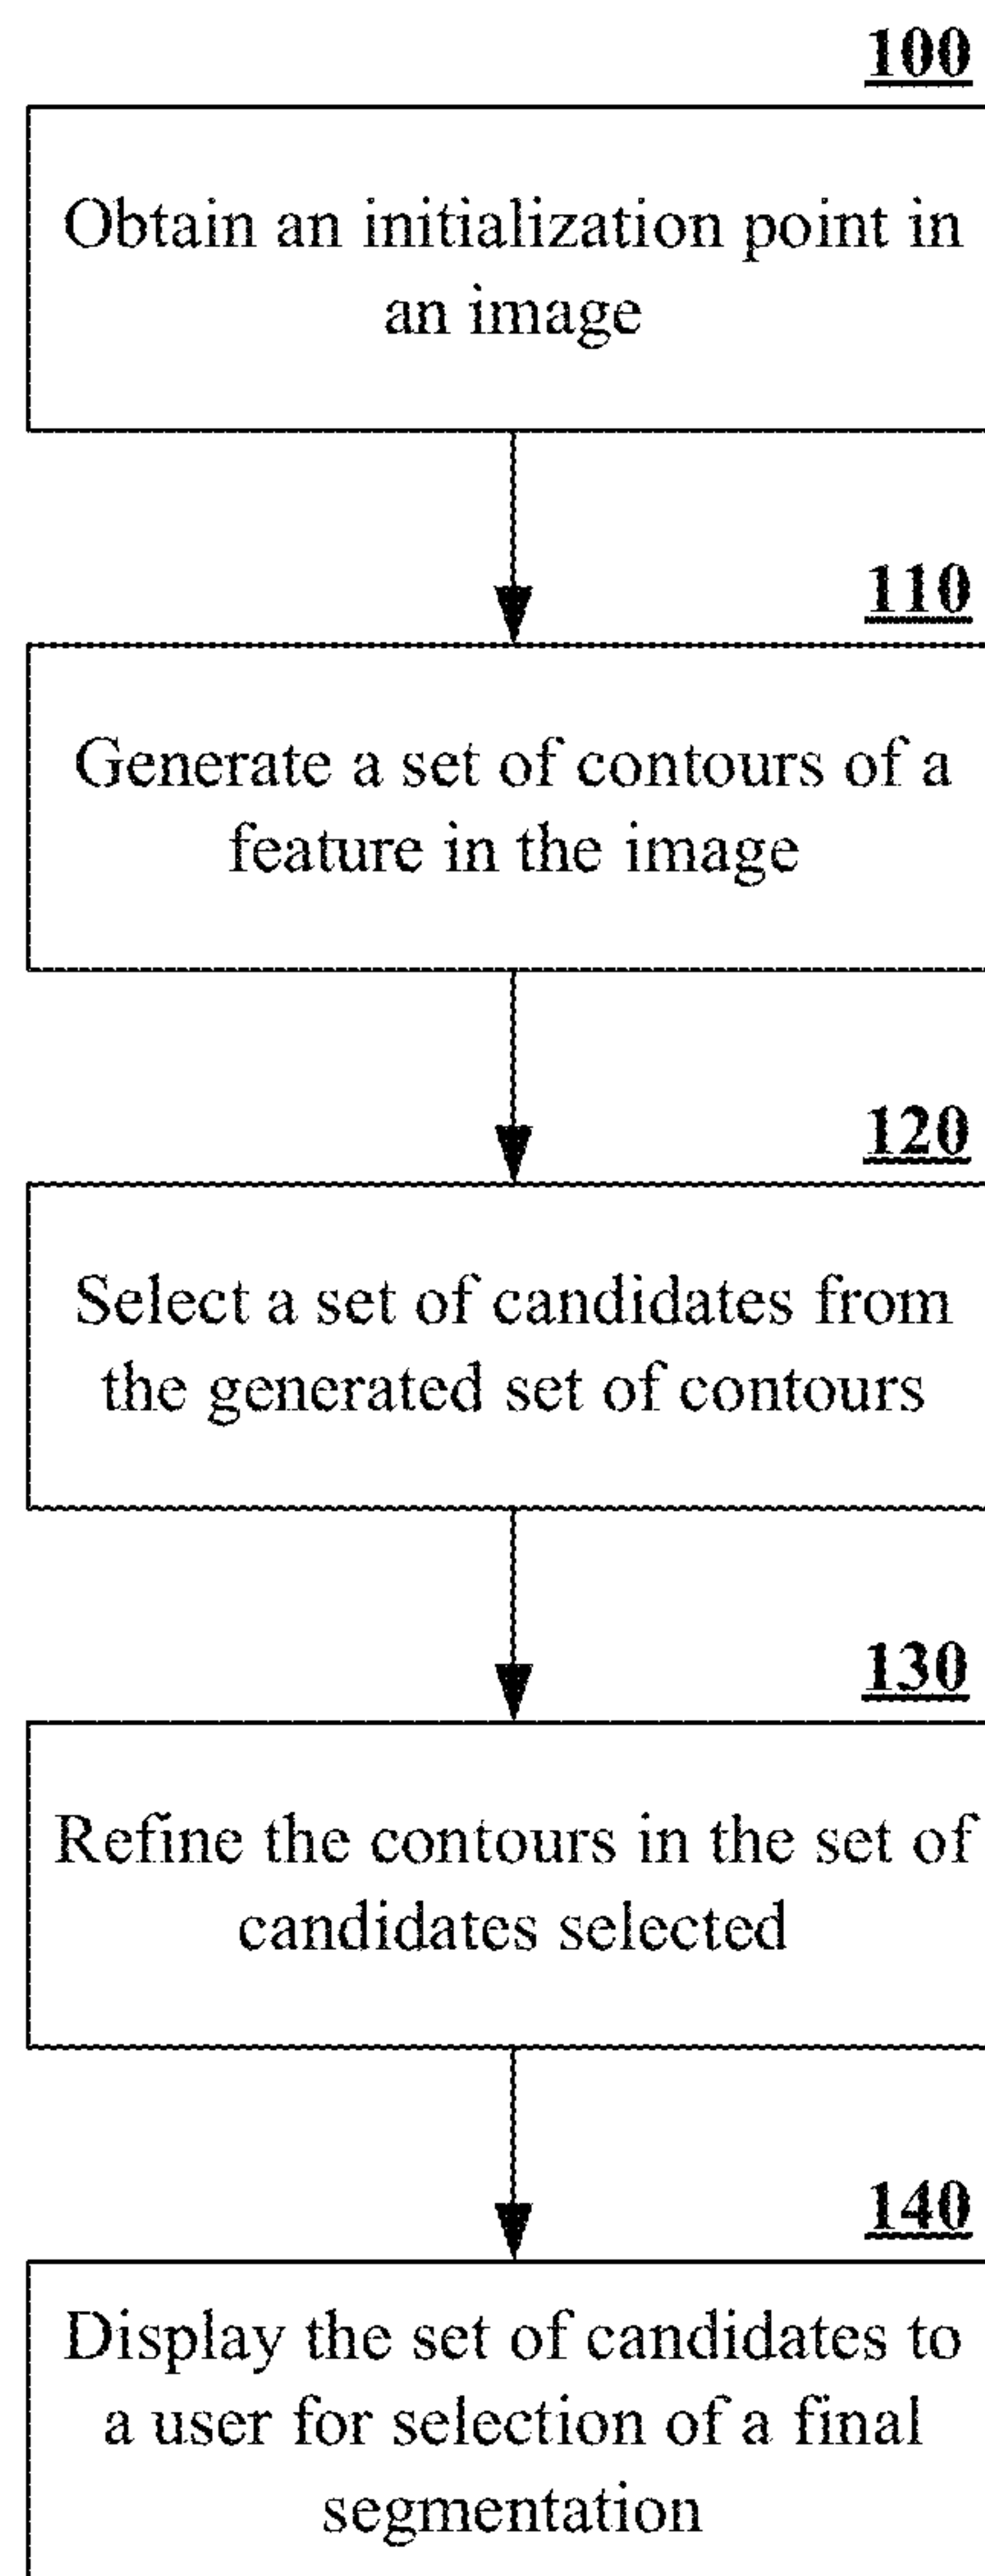 100
Obtain an initialization point in
an image
110
Generate a set of contours of a
feature in the image
120
Select a set of candidates from
the generated set of contours
130
Refine the contours in the set of
candidates selected
140
Display the set of candidates to
a user for selection of a final
segmentation